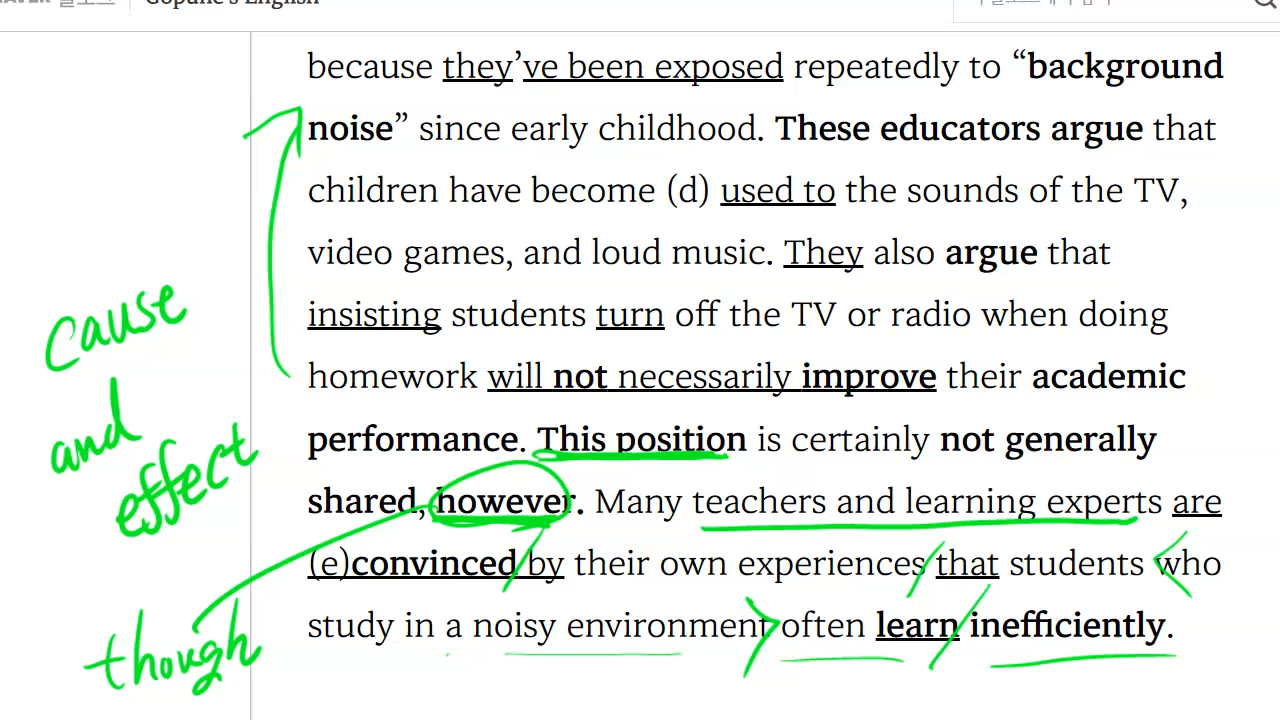 Gopune's English
because they've been exposed repeatedly to “background
noise” since early childhood. These educators argue that
children have become (d) used to the sounds of the TV,
video games, and loud music. They also argue that
insisting students turn off the TV or radio when doing
homework will not necessarily improve their academic
performance. This position is certainly not generally
shared, however. Many teachers and learning experts are
(e)convinced by their own experiences that students who
study in a noisy environment often learn inefficiently.
cause
and
effect
though